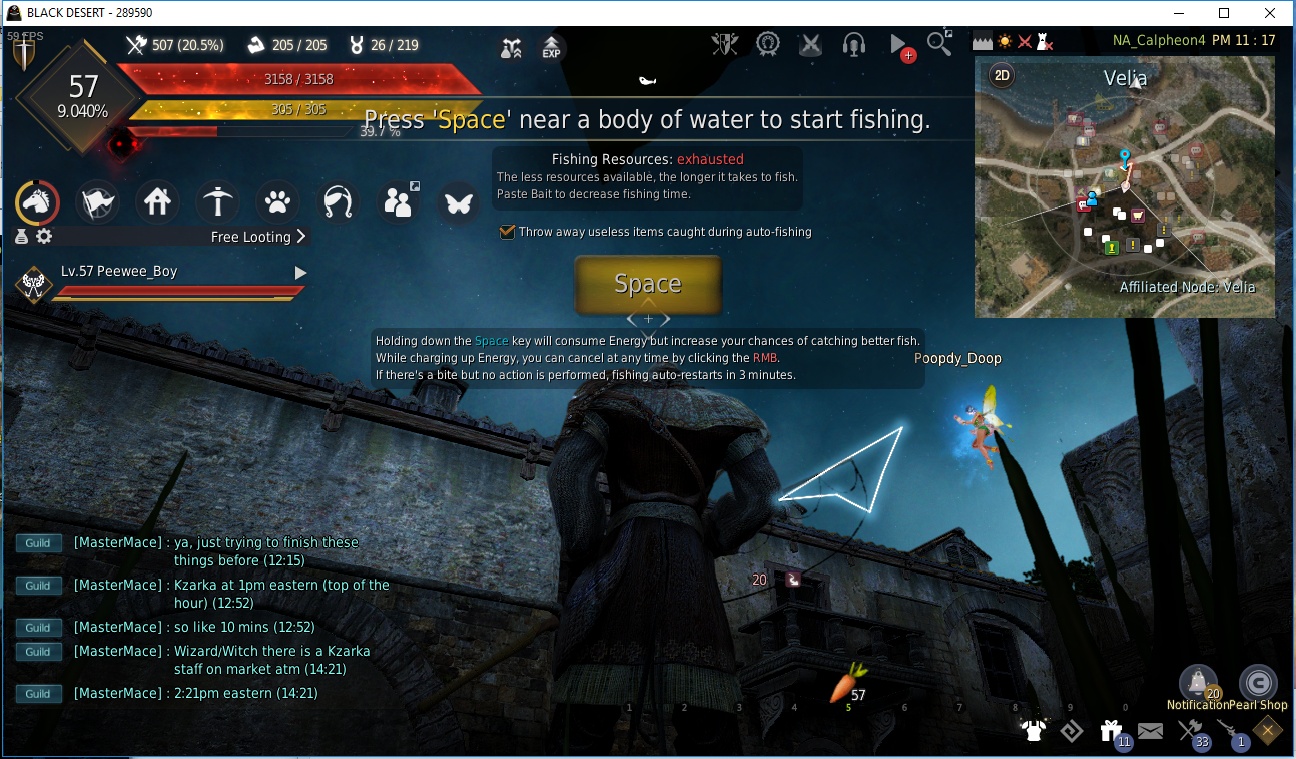 BLACK DESERT - 289590
59 FPS
507 (20.5%)
205 / 205
26 / 219
EXP
NA_Calpheon4 PM 11 : 17
57
9.040%
3158 / 3158
305 / 305
39.7 %
2D
Velia
Press 'Space' near a body of water to start fishing.
Fishing Resources: exhausted
The less resources available, the longer it takes to fish.
Paste Bait to decrease fishing time.
Throw away useless items caught during auto-fishing
Free Looting
Lv.57 Peewee_Boy
Space
Affiliated Node: Velia
Holding down the Space key will consume Energy but increase your chances of catching better fish.
While charging up Energy, you can cancel at any time by clicking the RMB.
If there's a bite but no action is performed, fishing auto-restarts in 3 minutes.
Poopdy_Doop
Guild [MasterMace] : ya, just trying to finish these
things before (12:15)
Guild [MasterMace] : Kzarka at 1pm eastern (top of the
hour) (12:52)
Guild [MasterMace] : so like 10 mins (12:52)
Guild [MasterMace] : Wizard/Witch there is a Kzarka
staff on market atm (14:21)
Guild [MasterMace] : 2:21pm eastern (14:21)
20
57
1 2 3 4 5 6 7 8 9 0
20
Notification
Pearl Shop
11
33
1